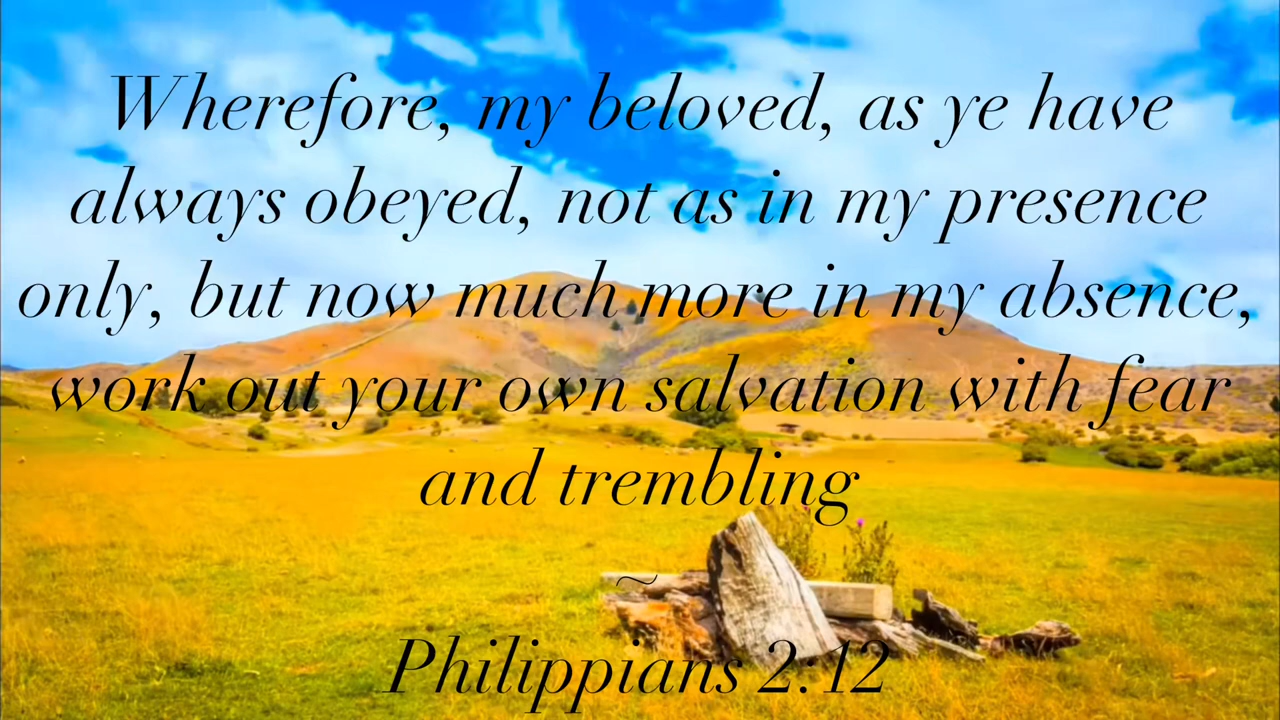 Wherefore, my beloved, as ye have
always obeyed, not as in my presence
only, but now much more in my absence,
work out your own salvation with fear
and trembling
~
Philippians 2:12